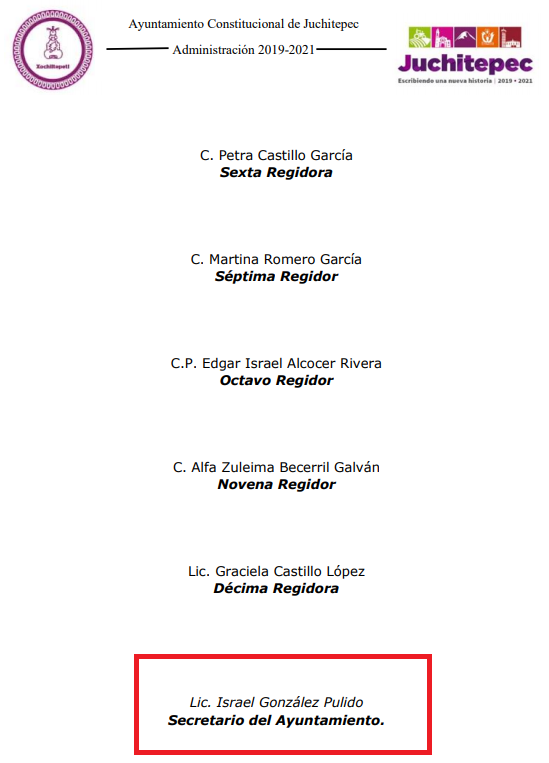 Ayuntamiento Constitucional de Juchitepec
Administración 2019-2021
Xochiltepetl
Juchitepec
Escribiendo una nueva historia | 2019 • 2021
C. Petra Castillo García
Sexta Regidora
C. Martina Romero García
Séptima Regidor
C.P. Edgar Israel Alcocer Rivera
Octavo Regidor
C. Alfa Zuleima Becerril Galván
Novena Regidor
Lic. Graciela Castillo López
Décima Regidora
Lic. Israel González Pulido
Secretario del Ayuntamiento.